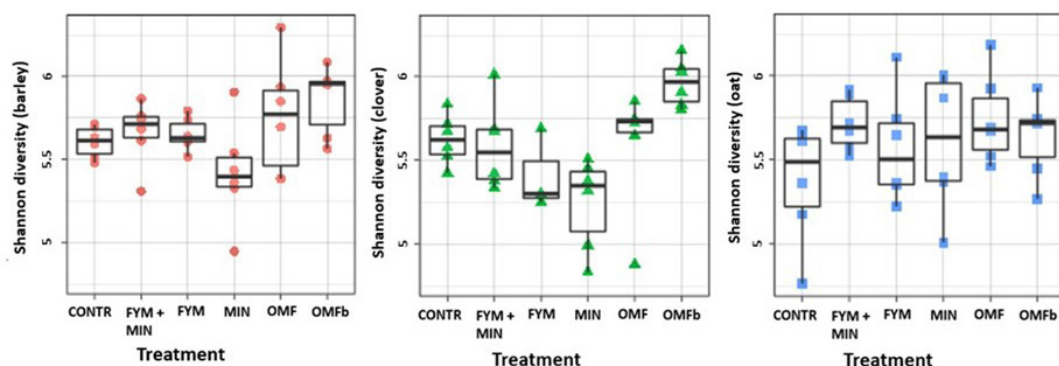 Shannon diversity (barley)
6
5.5
5
CONTR
FYM +
MIN
FYM
MIN
OMF
OMFb
Treatment
Shannon diversity (clover)
6
5.5
5
CONTR
FYM +
MIN
FYM
MIN
OMF
OMFb
Treatment
Shannon diversity (oat)
6
5.5
5
CONTR
FYM +
MIN
FYM
MIN
OMF
OMFb
Treatment